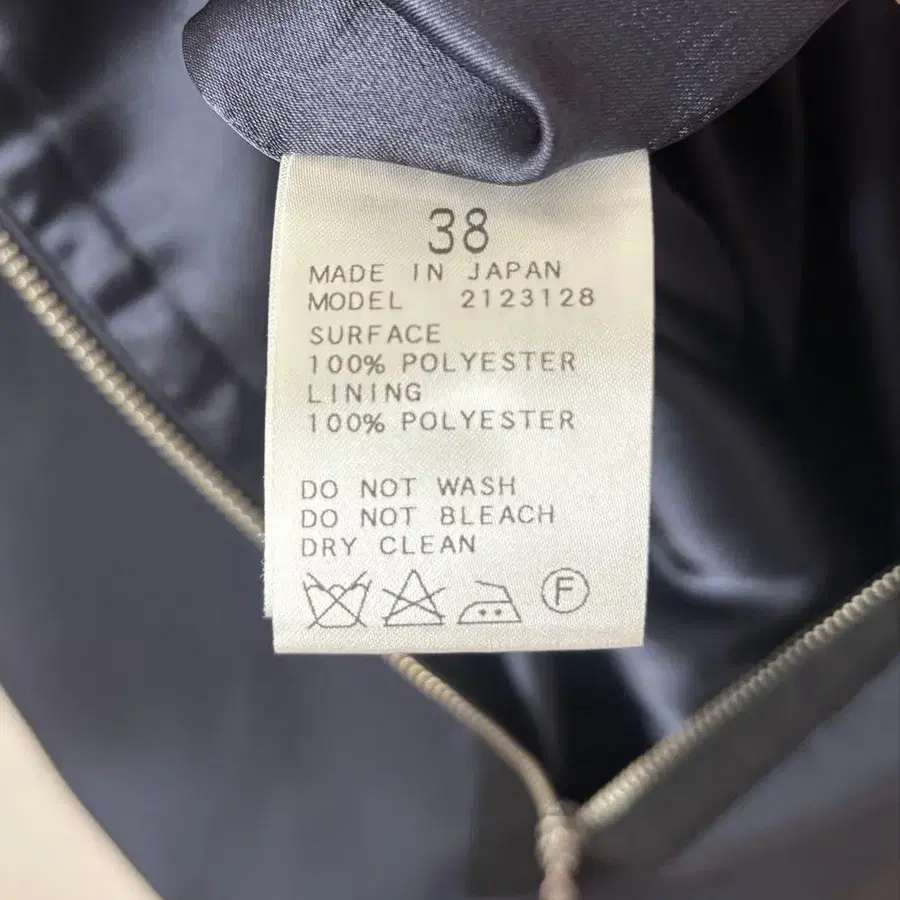 38
MADE IN JAPAN
MODEL 2123128
SURFACE
100% POLYESTER
LINING
100% POLYESTER
DO NOT WASH
DO NOT BLEACH
DRY CLEAN
F